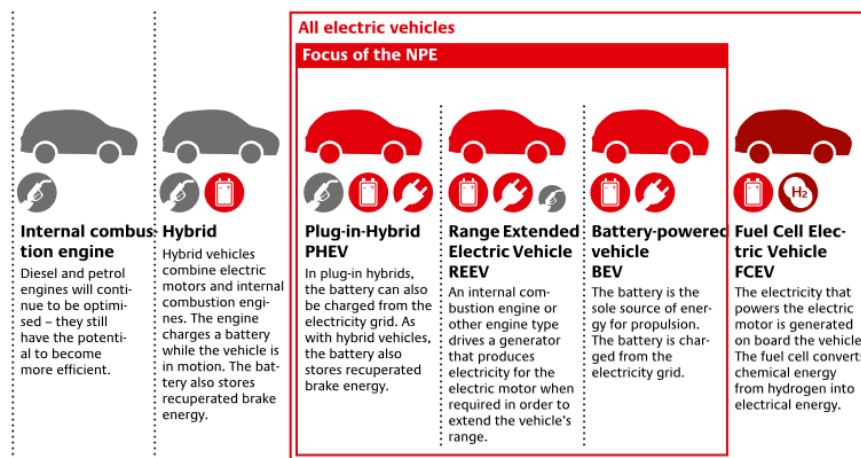 All electric vehicles
Focus of the NPE
Internal combus-
tion engine
Diesel and petrol
engines will conti-
nue to be optimi-
sed – they still
have the potenti-
al to become
more efficient.
Hybrid
Hybrid vehicles
combine electric
motors and internal
combustion engi-
nes. The engine
charges a battery
while the vehicle is
in motion. The bat-
tery also stores
recuperated brake
energy.
Plug-in-Hybrid
PHEV
In plug-in hybrids,
the battery can also
be charged from the
electricity grid. As
with hybrid vehicles,
the battery also
stores recuperated
brake energy.
Range Extended
Electric Vehicle
REEV
An internal com-
bustion engine or
other engine type
drives a generator
that produces
electricity for the
electric motor when
required in order to
extend the vehicle's
range.
Battery-powered
vehicle
BEV
The battery is the
sole source of ener-
gy for propulsion.
The battery is char-
ged from the
electricity grid.
H2
Fuel Cell Elec-
tric Vehicle
FCEV
The electricity that
powers the electric
motor is generated
on board the vehicle
The fuel cell converts
chemical energy
from hydrogen into
electrical energy.